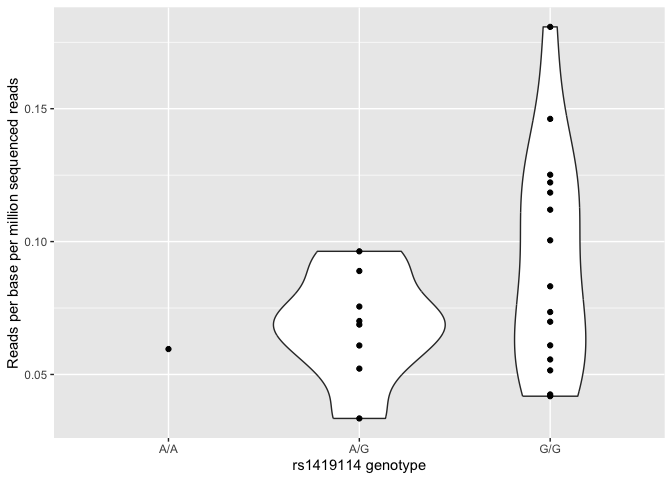 Reads per base per million sequenced reads
0.15
0.10
0.05
A/A
A/G
G/G
rs1419114 genotype